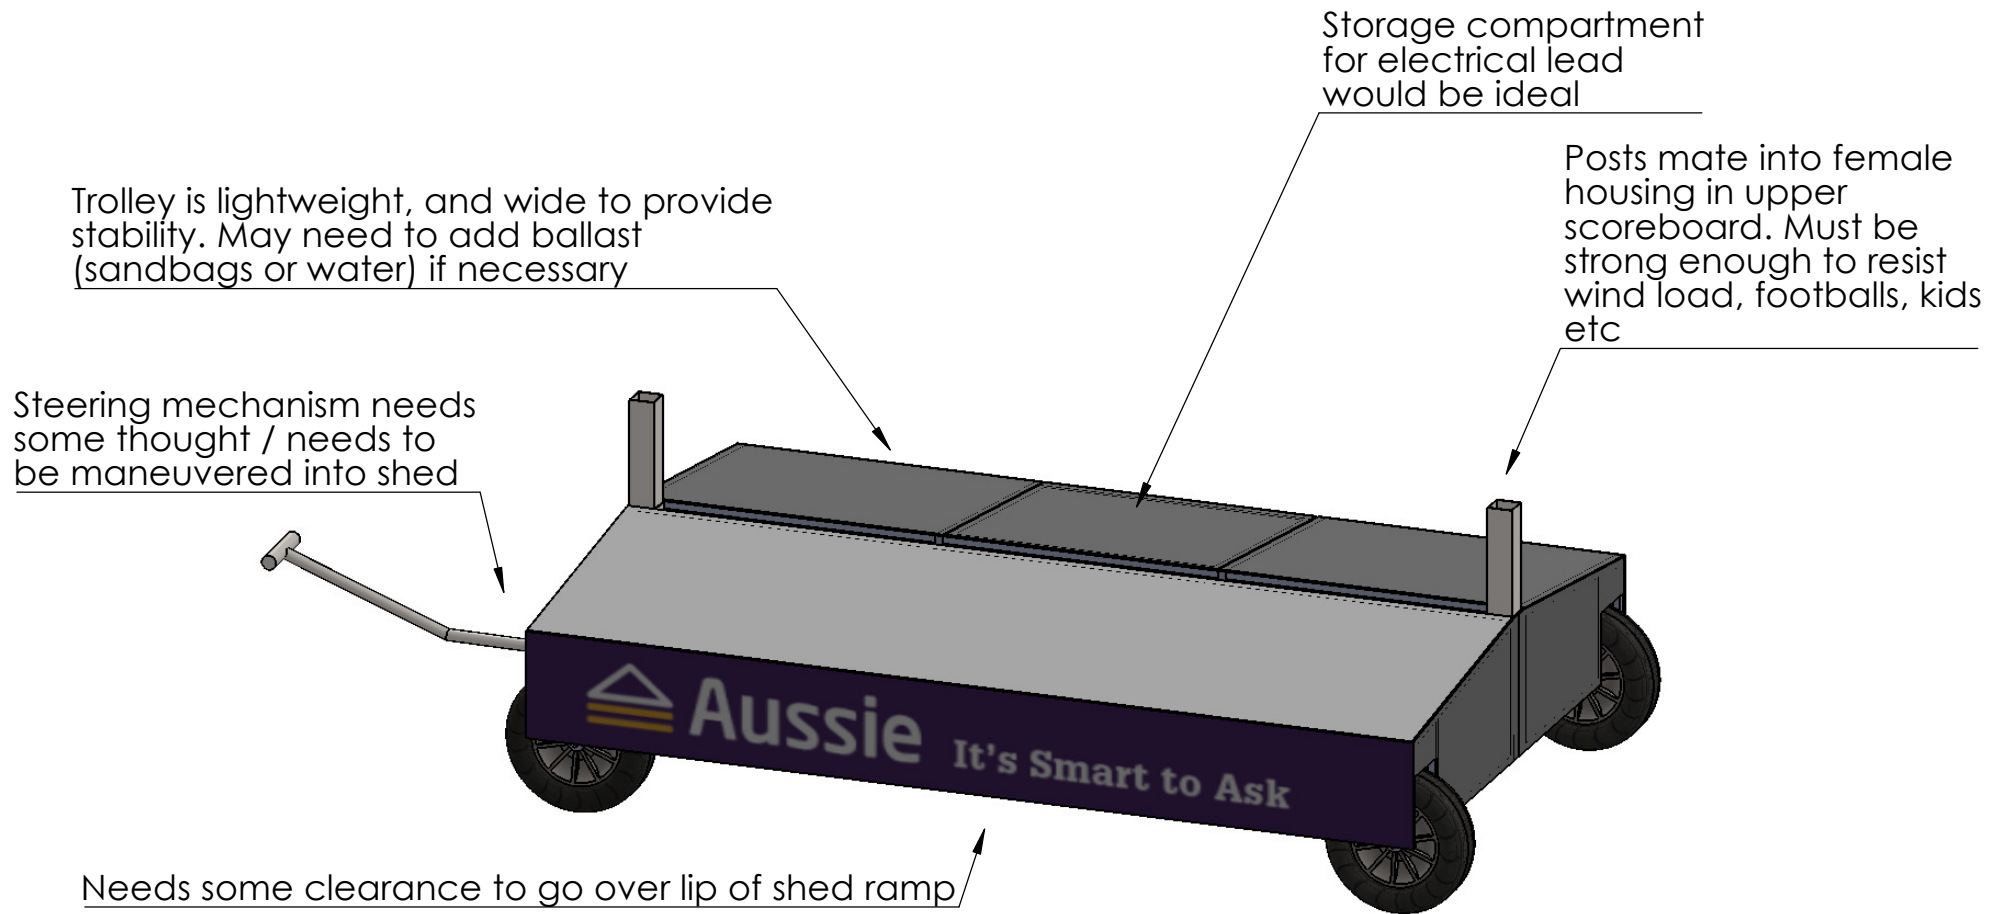 Storage compartment
for electrical lead
would be ideal
Posts mate into female
housing in upper
scoreboard. Must be
strong enough to resist
wind load, footballs, kids
etc
Trolley is lightweight, and wide to provide
stability. May need to add ballast
(sandbags or water) if necessary
Steering mechanism needs
some thought / needs to
be maneuvered into shed
Aussie It's Smart to Ask
Needs some clearance to go over lip of shed ramp